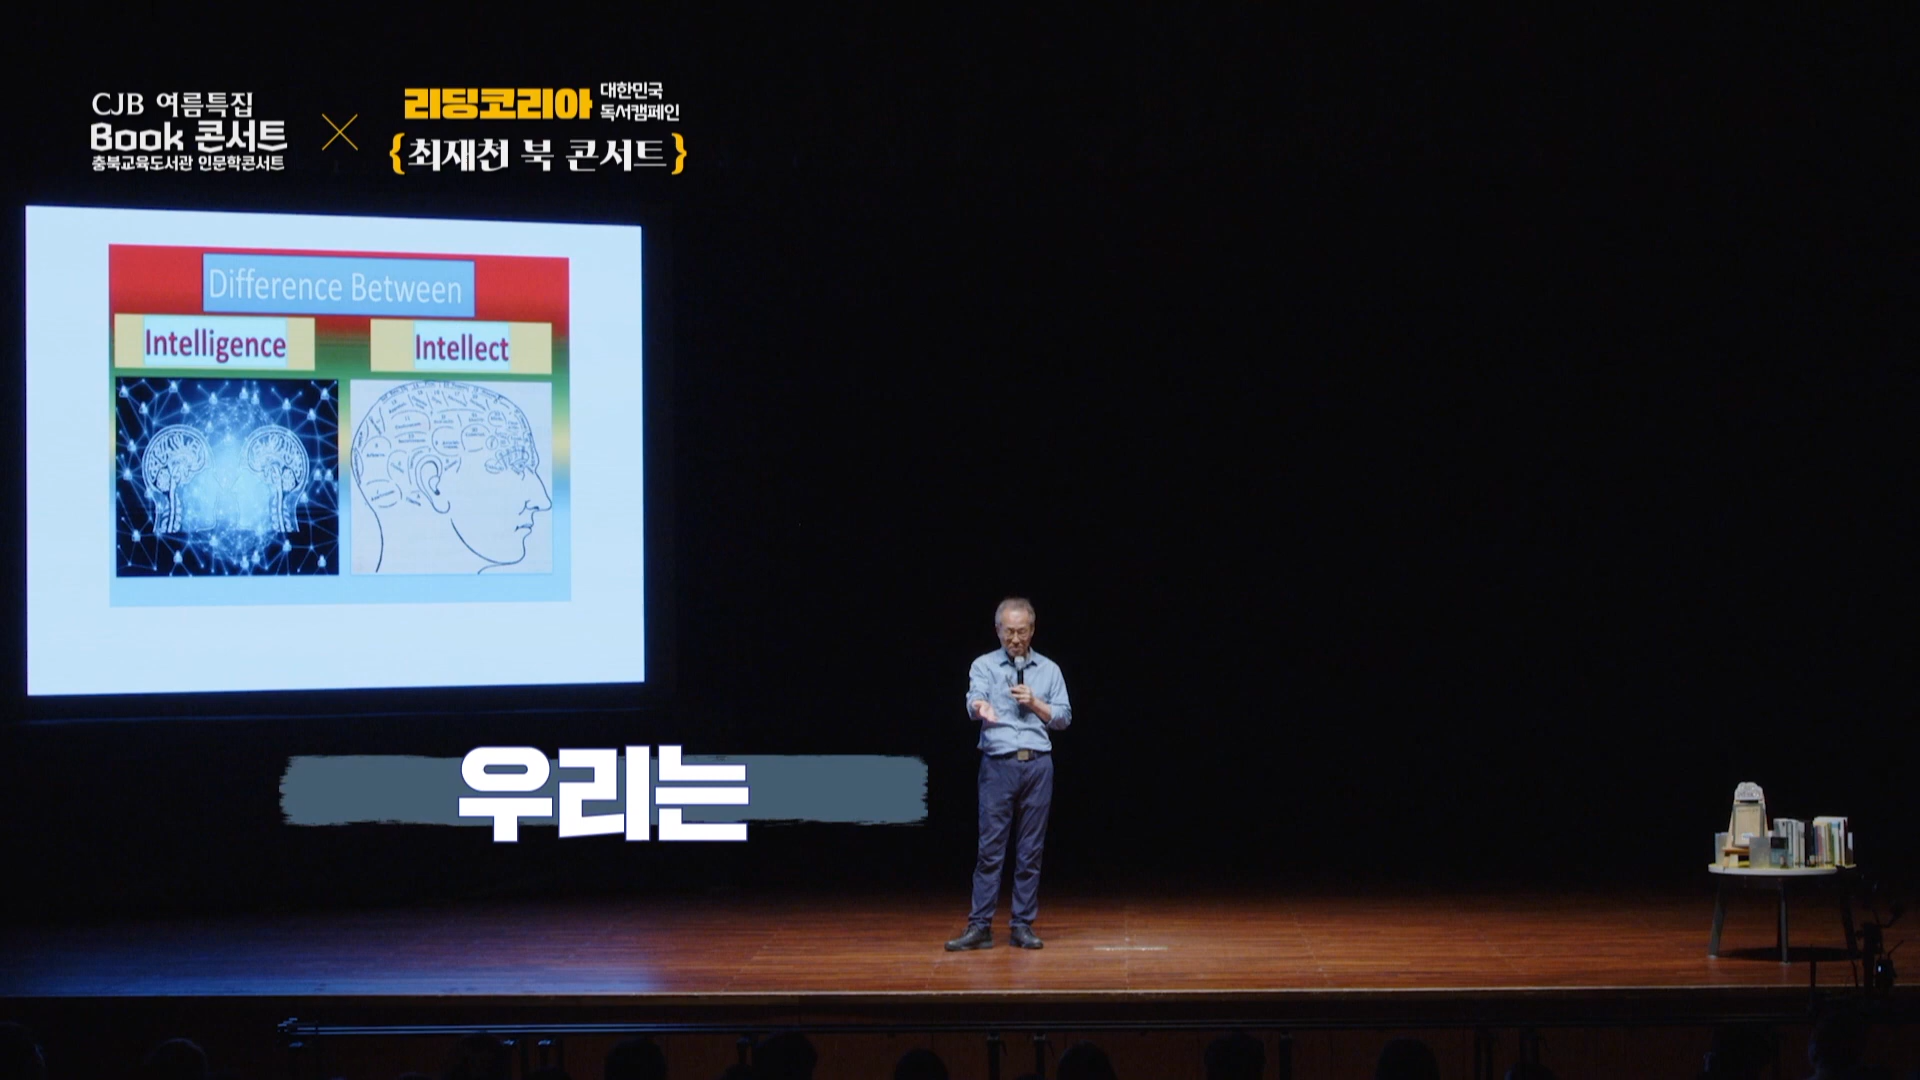 CJB 여름특집
Book 콘서트
충북교육도서관 인문학콘서트
리딩코리아
대한민국
독서캠페인
{최재천 북 콘서트}
Difference Between
Intelligence
Intellect
우리는